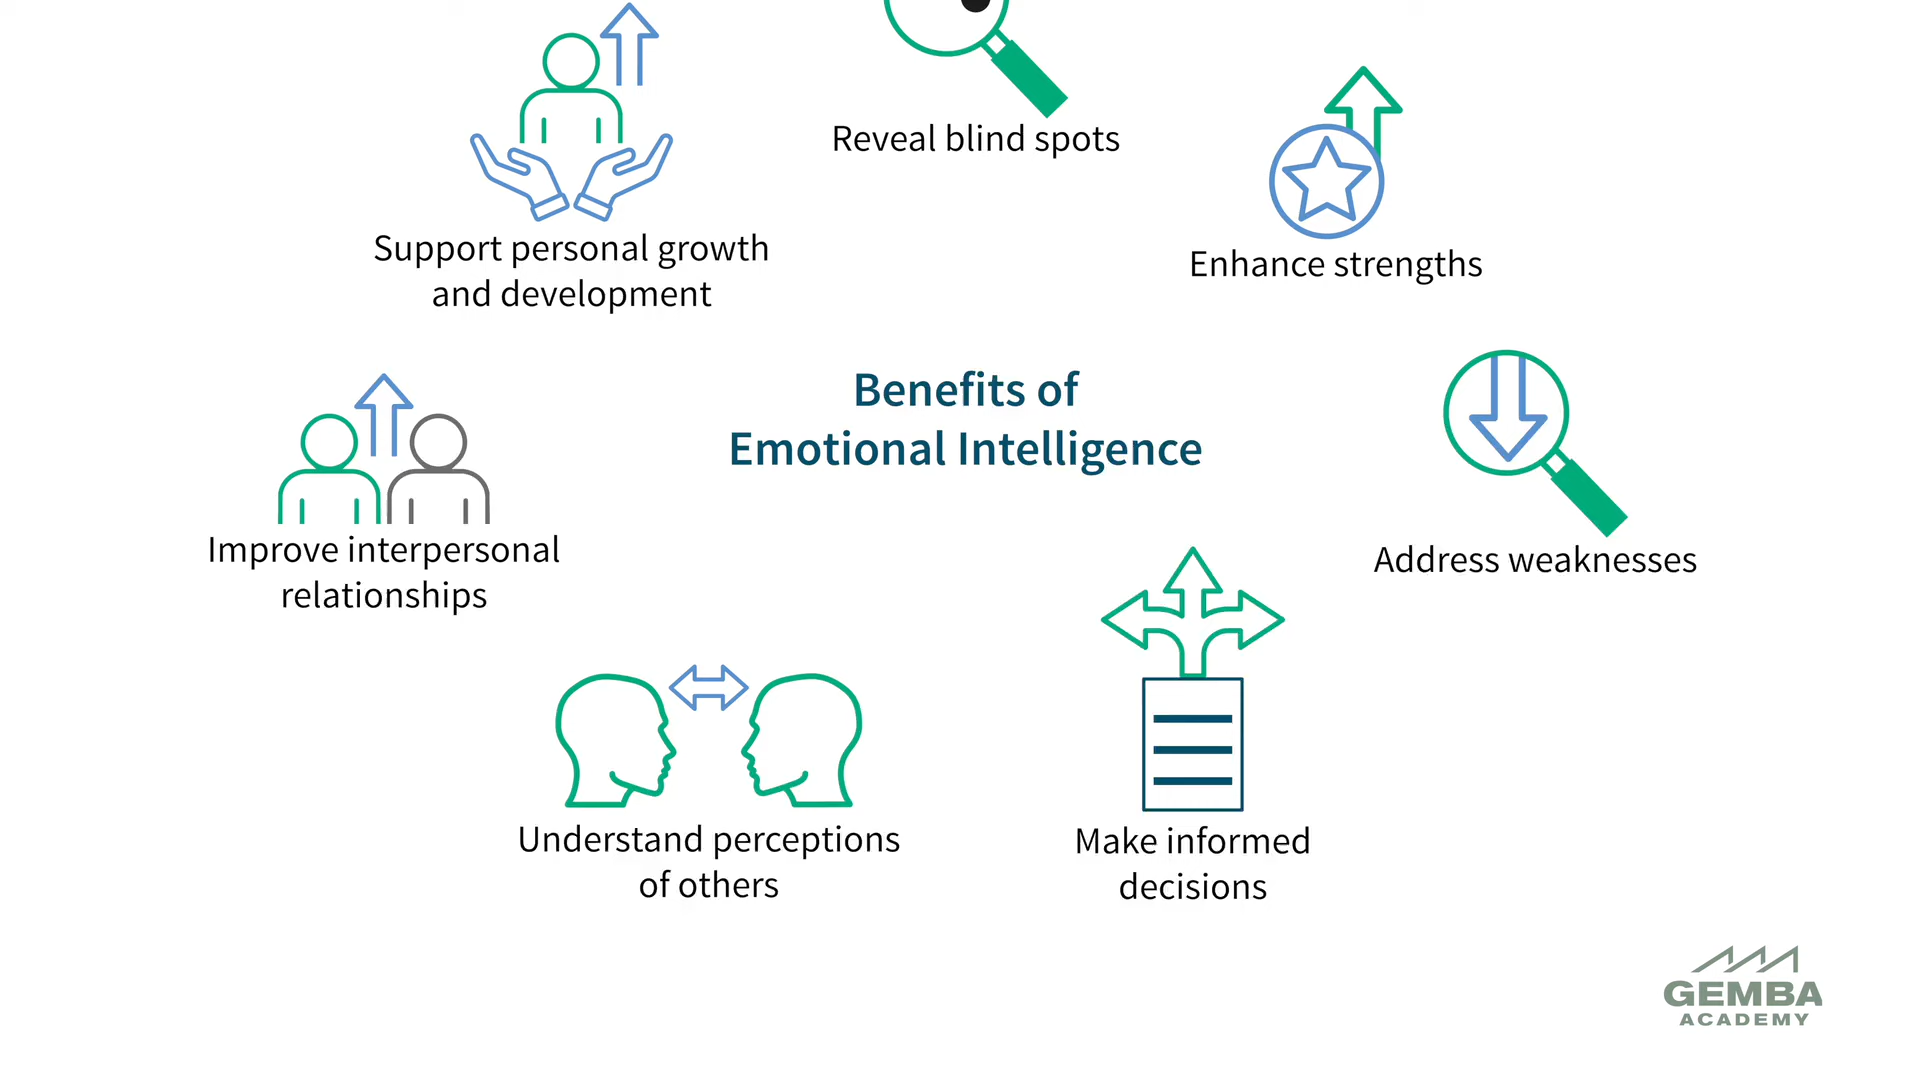 Reveal blind spots
Support personal growth
and development
Enhance strengths
Benefits of
Emotional Intelligence
Improve interpersonal
relationships
Address weaknesses
Understand perceptions
of others
Make informed
decisions
GEMBA
ACADEMY